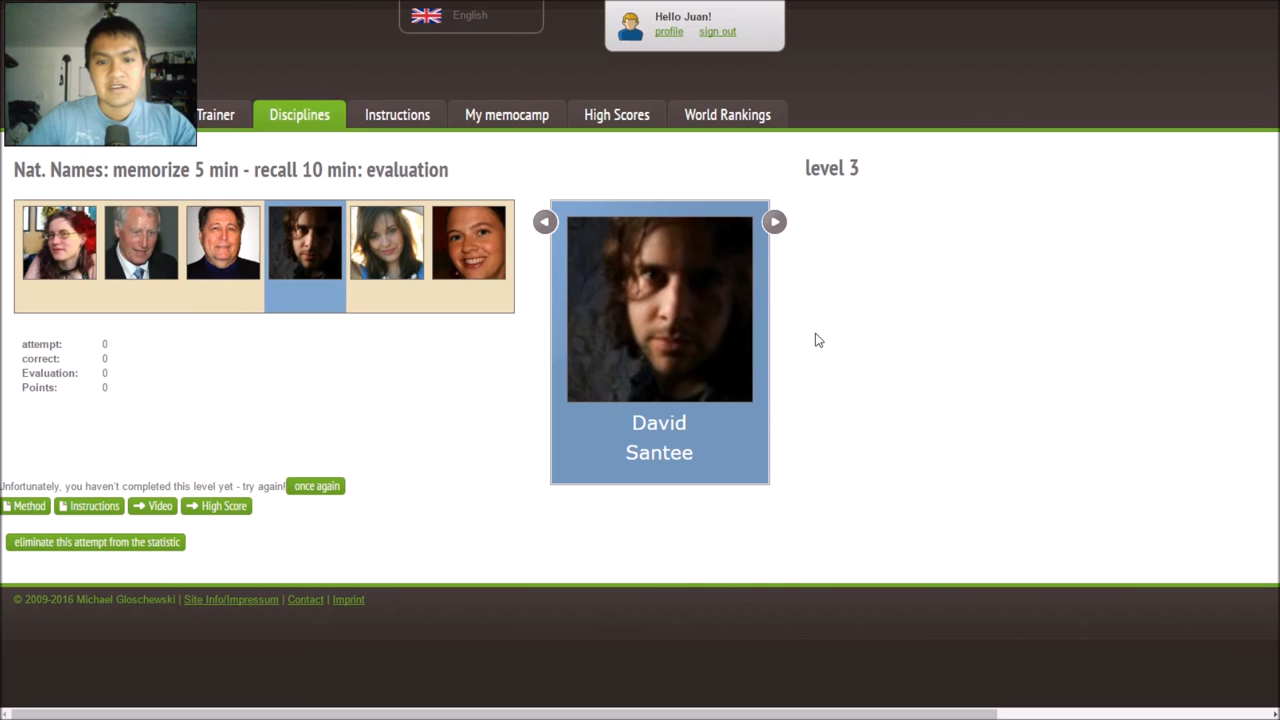 English
Hello Juan!
profile sign out
Trainer Disciplines Instructions My memocamp High Scores World Rankings
Nat. Names: memorize 5 min - recall 10 min: evaluation
level 3
David
Santee
attempt: 0
correct: 0
Evaluation: 0
Points: 0
Unfortunately, you haven't completed this level yet - try again! once again
Method Instructions Video High Score
eliminate this attempt from the statistic
© 2009-2016 Michael Gloschewski | Site Info/Impressum | Contact | Imprint